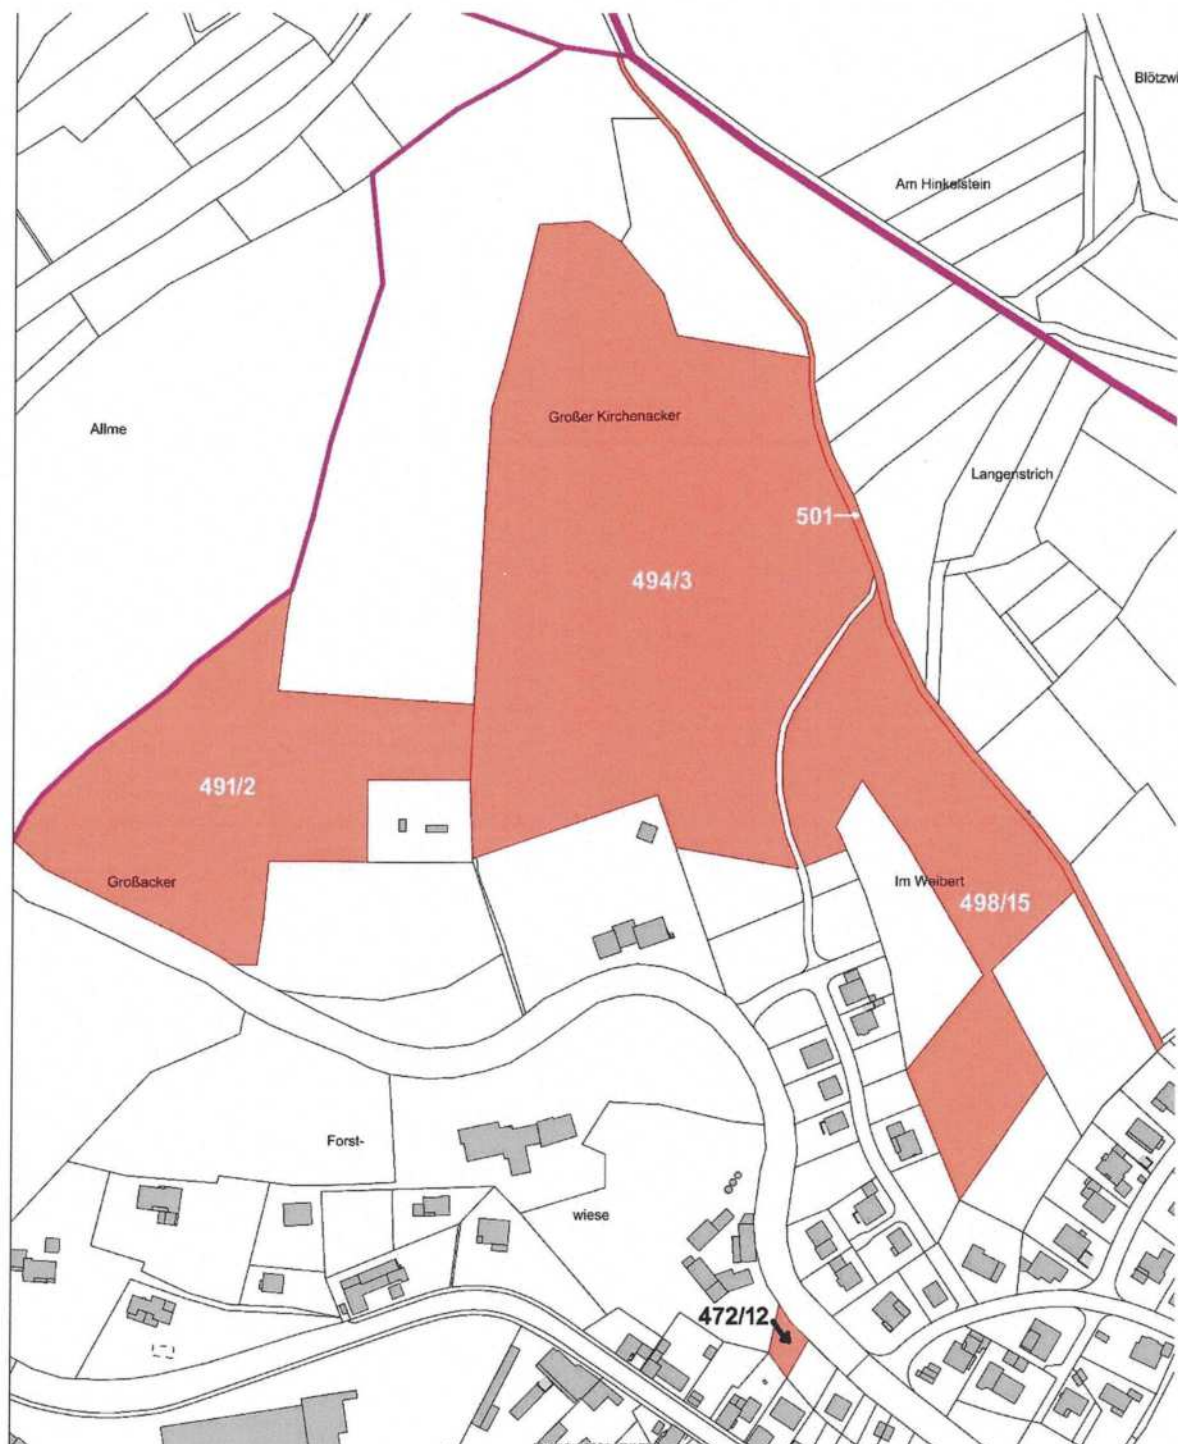 Blötzwi
Am Hinkelstein
Großer Kirchenacker
Allme
Langenstrich
501
494/3
491/2
Großacker
Im Weibert
498/15
Forst-
wiese
472/12